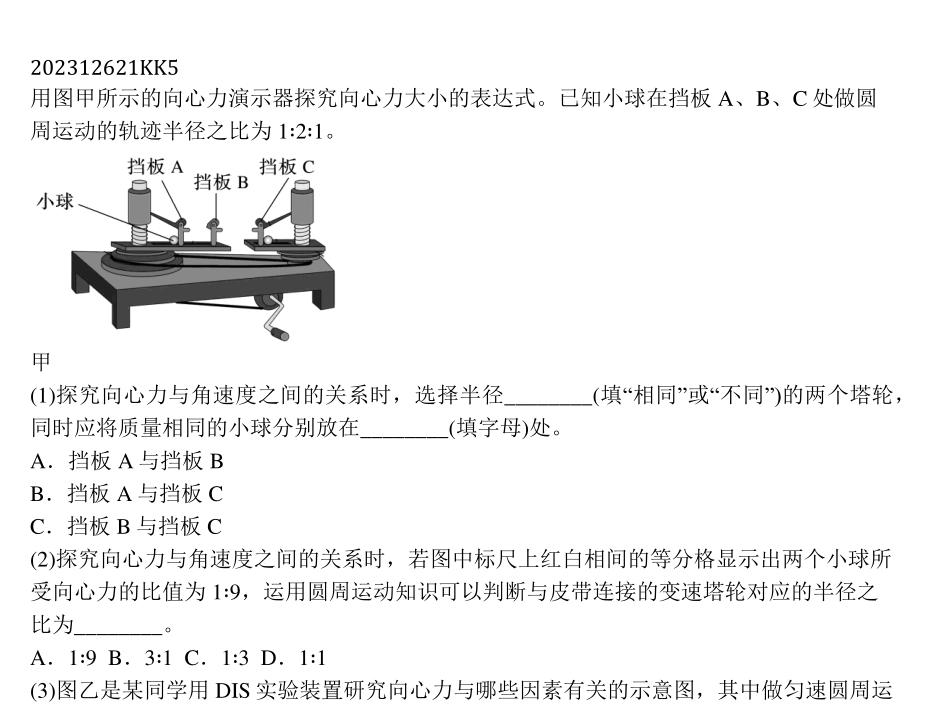 202312621KK5
用图甲所示的向心力演示器探究向心力大小的表达式。已知小球在挡板 A、B、C 处做圆
周运动的轨迹半径之比为 1∶2∶1。
挡板 A
挡板 B
挡板 C
小球
甲
(1)探究向心力与角速度之间的关系时，选择半径________(填“相同”或“不同”)的两个塔轮，
同时应将质量相同的小球分别放在________(填字母)处。
A．挡板 A 与挡板 B
B．挡板 A 与挡板 C
C．挡板 B 与挡板 C
(2)探究向心力与角速度之间的关系时，若图中标尺上红白相间的等分格显示出两个小球所
受向心力的比值为 1∶9，运用圆周运动知识可以判断与皮带连接的变速塔轮对应的半径之
比为________。
A．1∶9 B．3∶1 C．1∶3 D．1∶1
(3)图乙是某同学用 DIS 实验装置研究向心力与哪些因素有关的示意图，其中做匀速圆周运